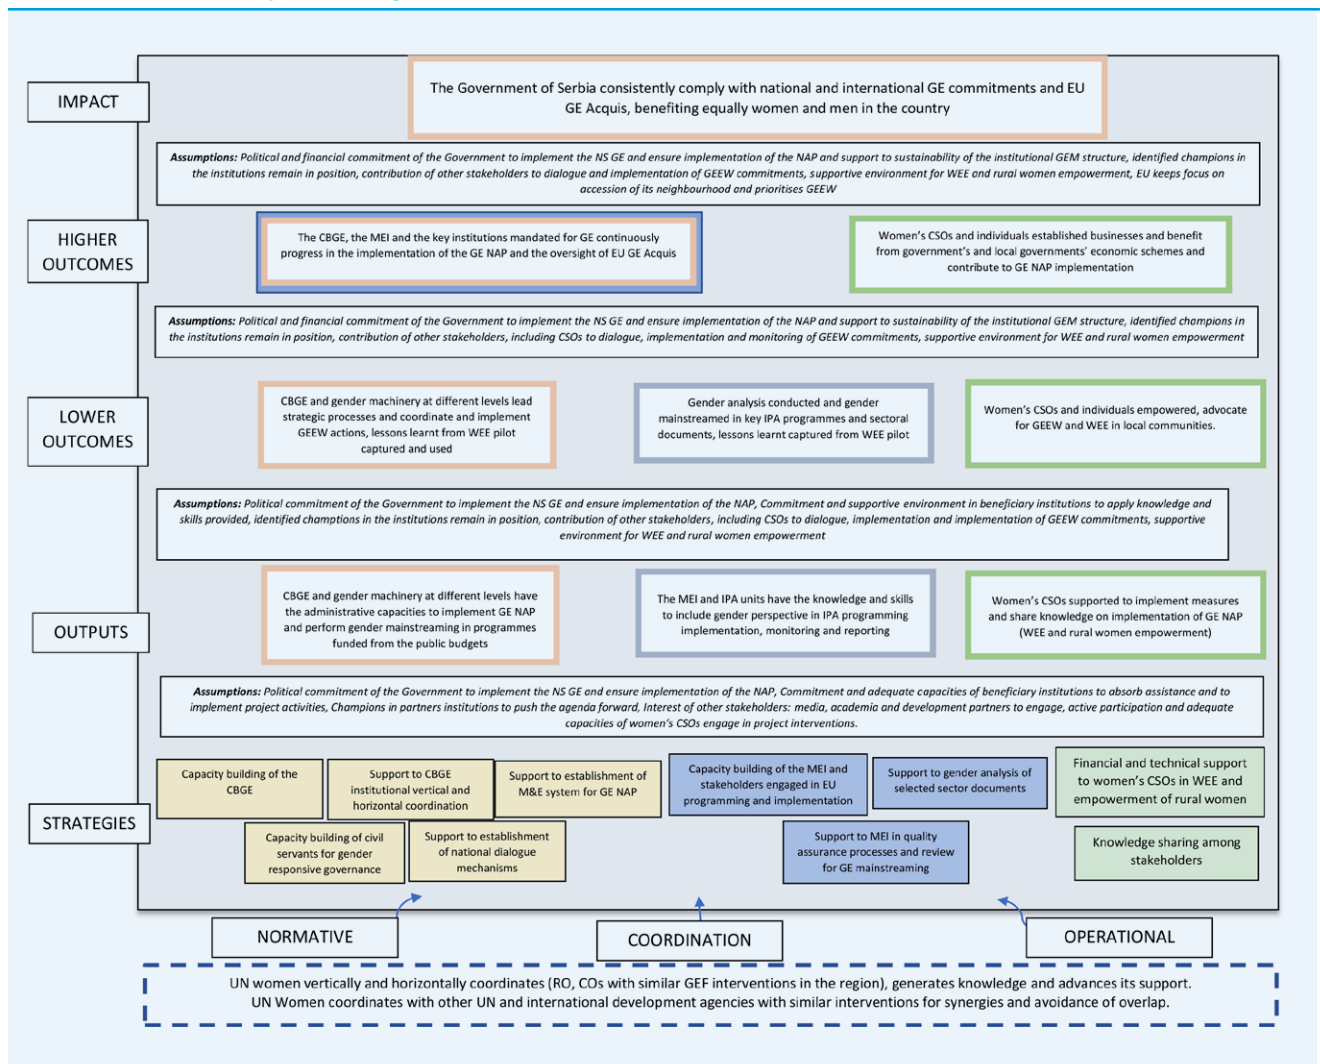 IMPACT
The Government of Serbia consistently comply with national and international GE commitments and EU
GE Acquis, benefiting equally women and men in the country
Assumptions: Political and financial commitment of the Government to implement the NS GE and ensure implementation of the NAP and support to sustainability of the institutional GEM structure, identified champions in
the institutions remain in position, contribution of other stakeholders to dialogue and implementation of GEEW commitments, supportive environment for WEE and rural women empowerment, EU keeps focus on
accession of its neighbourhood and prioritises GEEW
HIGHER
OUTCOMES
The CBGE, the MEI and the key institutions mandated for GE continuously
progress in the implementation of the GE NAP and the oversight of EU GE Acquis
Women's CSOs and individuals established businesses and benefit
from government's and local governments' economic schemes and
contribute to GE NAP implementation
Assumptions: Political and financial commitment of the Government to implement the NS GE and ensure implementation of the NAP and support to sustainability of the institutional GEM structure, identified champions in
the institutions remain in position, contribution of other stakeholders, including CSOs to dialogue, implementation and monitoring of GEEW commitments, supportive environment for WEE and rural women empowerment
LOWER
OUTCOMES
CBGE and gender machinery at different levels lead
strategic processes and coordinate and implement
GEEW actions, lessons learnt from WEE pilot
captured and used
Gender analysis conducted and gender
mainstreamed in key IPA programmes and sectoral
documents, lessons learnt captured from WEE pilot
Women's CSOs and individuals empowered, advocate
for GEEW and WEE in local communities.
Assumptions: Political commitment of the Government to implement the NS GE and ensure implementation of the NAP, Commitment and supportive environment in beneficiary institutions to apply knowledge and
skills provided, identified champtions in the institutions remain in position, contribution of other stakeholders, including CSOs to dialogue, implementation and implementation of GEEW commitments, supportive
environment for WEE and rural women empowerment
OUTPUTS
CBGE and gender machinery at different levels have
the administrative capacities to implement GE NAP
and perform gender mainstreaming in programmes
funded from the public budgets
The MEI and IPA units have the knowledge and skills
to include gender perspective in IPA programming
implementation, monitoring and reporting
Women's CSOs supported to implement measures
and share knowledge on implementation of GE NAP
(WEE and rural women empowerment)
Assumptions: Political commitment of the Government to implement the NS GE and ensure implementation of the NAP, Commitment and adequate capacities of beneficiary institutions to absorb assistance and to
implement project activities, Champions in partners institutions to push the agenda forward, Interest of other stakeholders: media, academia and development partners to engage, active participation and adequate
capacities of women's CSOs engage in project interventions.
STRATEGIES
Capacity building of the
CBGE
Support to CBGE
institutional vertical and
horizontal coordination
Support to establishment of
M&E system for GE NAP
Capacity building of the MEI and
stakeholders engaged in EU
programming and implementation
Support to gender analysis of
selected sector documents
Financial and technical support
to women's CSOs in WEE and
empowerment of rural women
Capacity building of civil
servants for gender
responsive governance
Support to establishment
of national dialogue
mechanisms
Support to MEI in quality
assurance processes and review
for GE mainstreaming
Knowledge sharing among
stakeholders
NORMATIVE
COORDINATION
OPERATIONAL
UN women vertically and horizontally coordinates (RO, COs with similar GEF interventions in the region), generates knowledge and advances its support.
UN Women coordinates with other UN and international development agencies with similar interventions for synergies and avoidance of overlap.